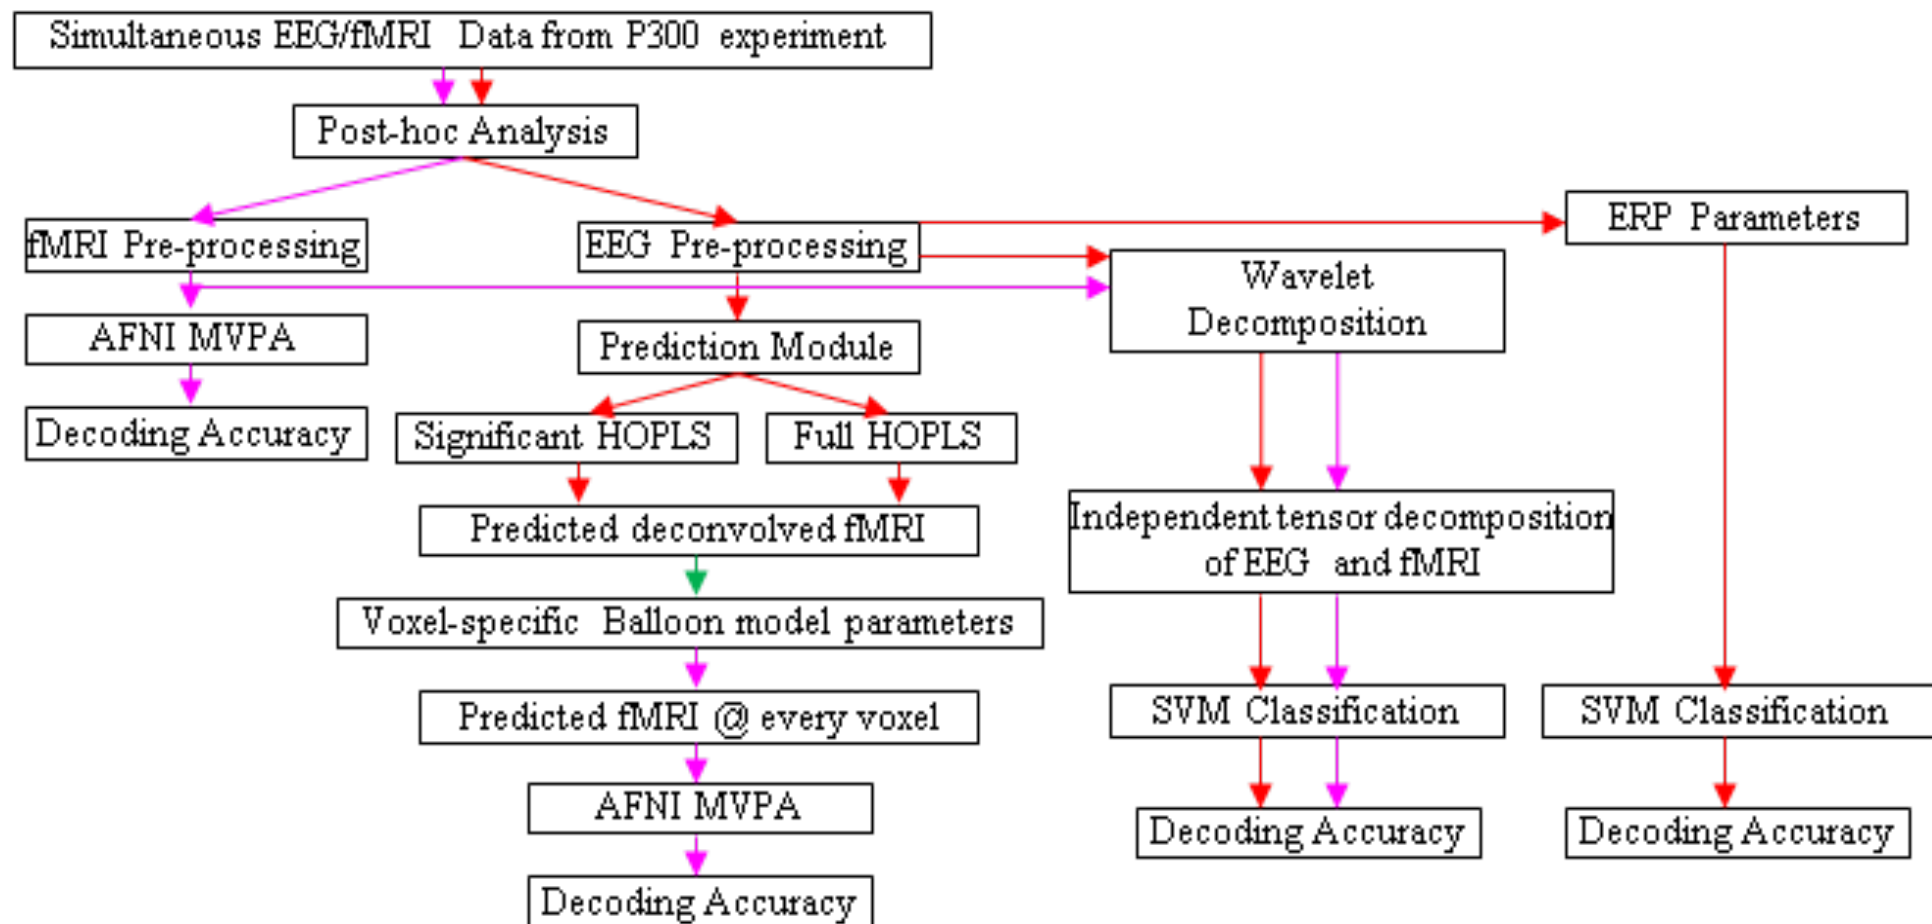 Simultaneous EEG/fMRI Data from P300 experiment
Post-hoc Analysis
fMRI Pre-processing
EEG Pre-processing
ERP Parameters
Wavelet
Decomposition
AFNI MVPA
Prediction Module
Decoding Accuracy
Significant HOPLS
Full HOPLS
Predicted deconvolved fMRI
Independent tensor decomposition
of EEG and fMRI
Voxel-specific Balloon model parameters
Predicted fMRI @ every voxel
SVM Classification
SVM Classification
AFNI MVPA
Decoding Accuracy
Decoding Accuracy
Decoding Accuracy